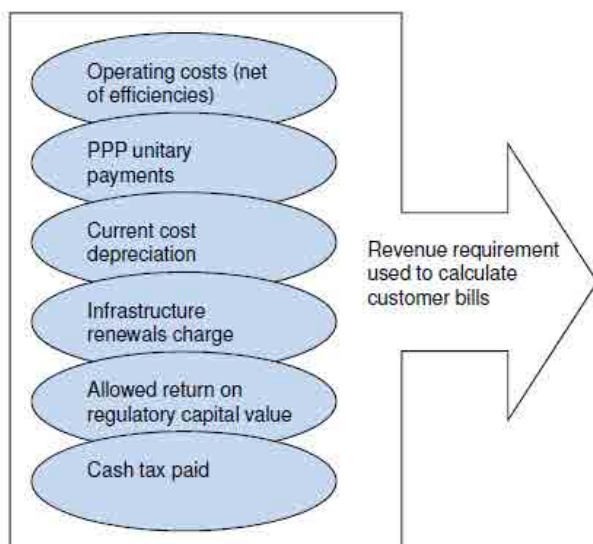 Operating costs (net
of efficiencies)
PPP unitary
payments
Current cost
depreciation
Infrastructure
renewals charge
Allowed return on
regulatory capital value
Cash tax paid
Revenue requirement
used to calculate
customer bills